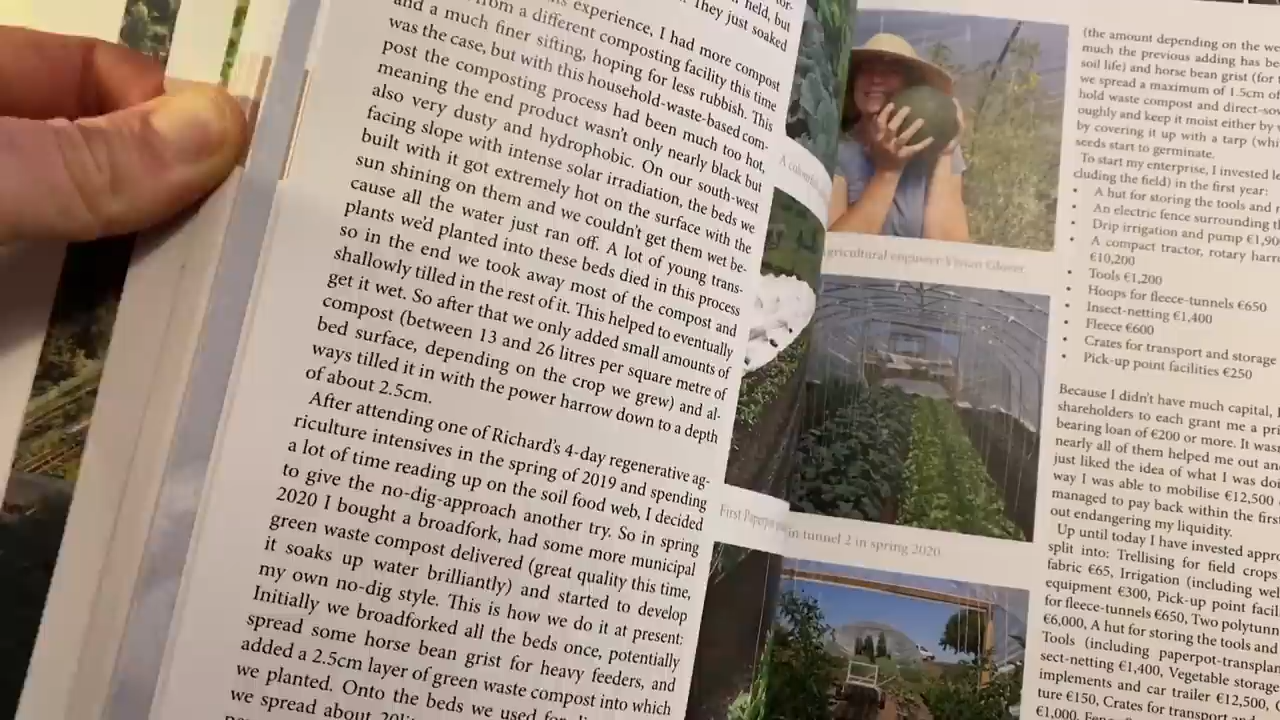 field, but
They just soaked
experience, I had more compost
from a different composting facility this time
and a much finer sifting, hoping for less rubbish. This
was the case, but with this household-waste-based com-
post the composting process had been much too hot,
meaning the end product wasn't only nearly black but
also very dusty and hydrophobic. On our south-west
facing slope with intense solar irradiation, the beds we
built with it got extremely hot on the surface with the
sun shining on them and we couldn't get them wet be-
cause all the water just ran off. A lot of young trans-
plants we'd planted into these beds died in this process
so in the end we took away most of the compost and
shallowly tilled in the rest of it. This helped to eventually
get it wet. So after that we only added small amounts of
compost (between 13 and 26 litres per square metre of
bed surface, depending on the crop we grew) and al-
ways tilled it in with the power harrow down to a depth
of about 2.5cm.
After attending one of Richard's 4-day regenerative ag-
riculture intensives in the spring of 2019 and spending
a lot of time reading up on the soil food web, I decided
to give the no-dig-approach another try. So in spring
2020 I bought a broadfork, had some more municipal
green waste compost delivered (great quality this time,
it soaks up water brilliantly) and started to develop
my own no-dig style. This is how we do it at present:
Initially we broadforked all the beds once, potentially
spread some horse bean grist for heavy feeders, and
added a 2.5cm layer of green waste compost into which
we planted. Onto the beds we used for
we spread about
A colourful
agricultural engineer Vivian Glover
First Paperpot
in tunnel 2 in spring 2020
(the amount depending on the we
much the previous adding has be
soil life) and horse bean grist (for
we spread a maximum of 1.5cm of
hold waste compost and direct-so
oughly and keep it moist either by
by covering it up with a tarp (whi
seeds start to germinate.
To start my enterprise, I invested le
cluding the field) in the first year:
• A hut for storing the tools and
• An electric fence surrounding t
• Drip irrigation and pump €1,90
• A compact tractor, rotary harr
€10,200
• Tools €1,200
• Hoops for fleece-tunnels €650
• Insect-netting €1,400
• Fleece €600
• Crates for transport and storage
• Pick-up point facilities €250
Because I didn't have much capital, I
shareholders to each grant me a pri
bearing loan of €200 or more. It was
nearly all of them helped me out an
just liked the idea of what I was doi
way I was able to mobilise €12,500
managed to pay back within the first
out endangering my liquidity.
Up until today I have invested appr
split into: Trellising for field crops
fabric €65, Irrigation (including wel
equipment €300, Pick-up point facil
for fleece-tunnels €650, Two polytunn
€6,000, A hut for storing the tools and
Tools (including paperpot-transplan
sect-netting €1,400, Vegetable storage
implements and car trailer €12,500,
ture €150, Crates for transport and
€1,000,